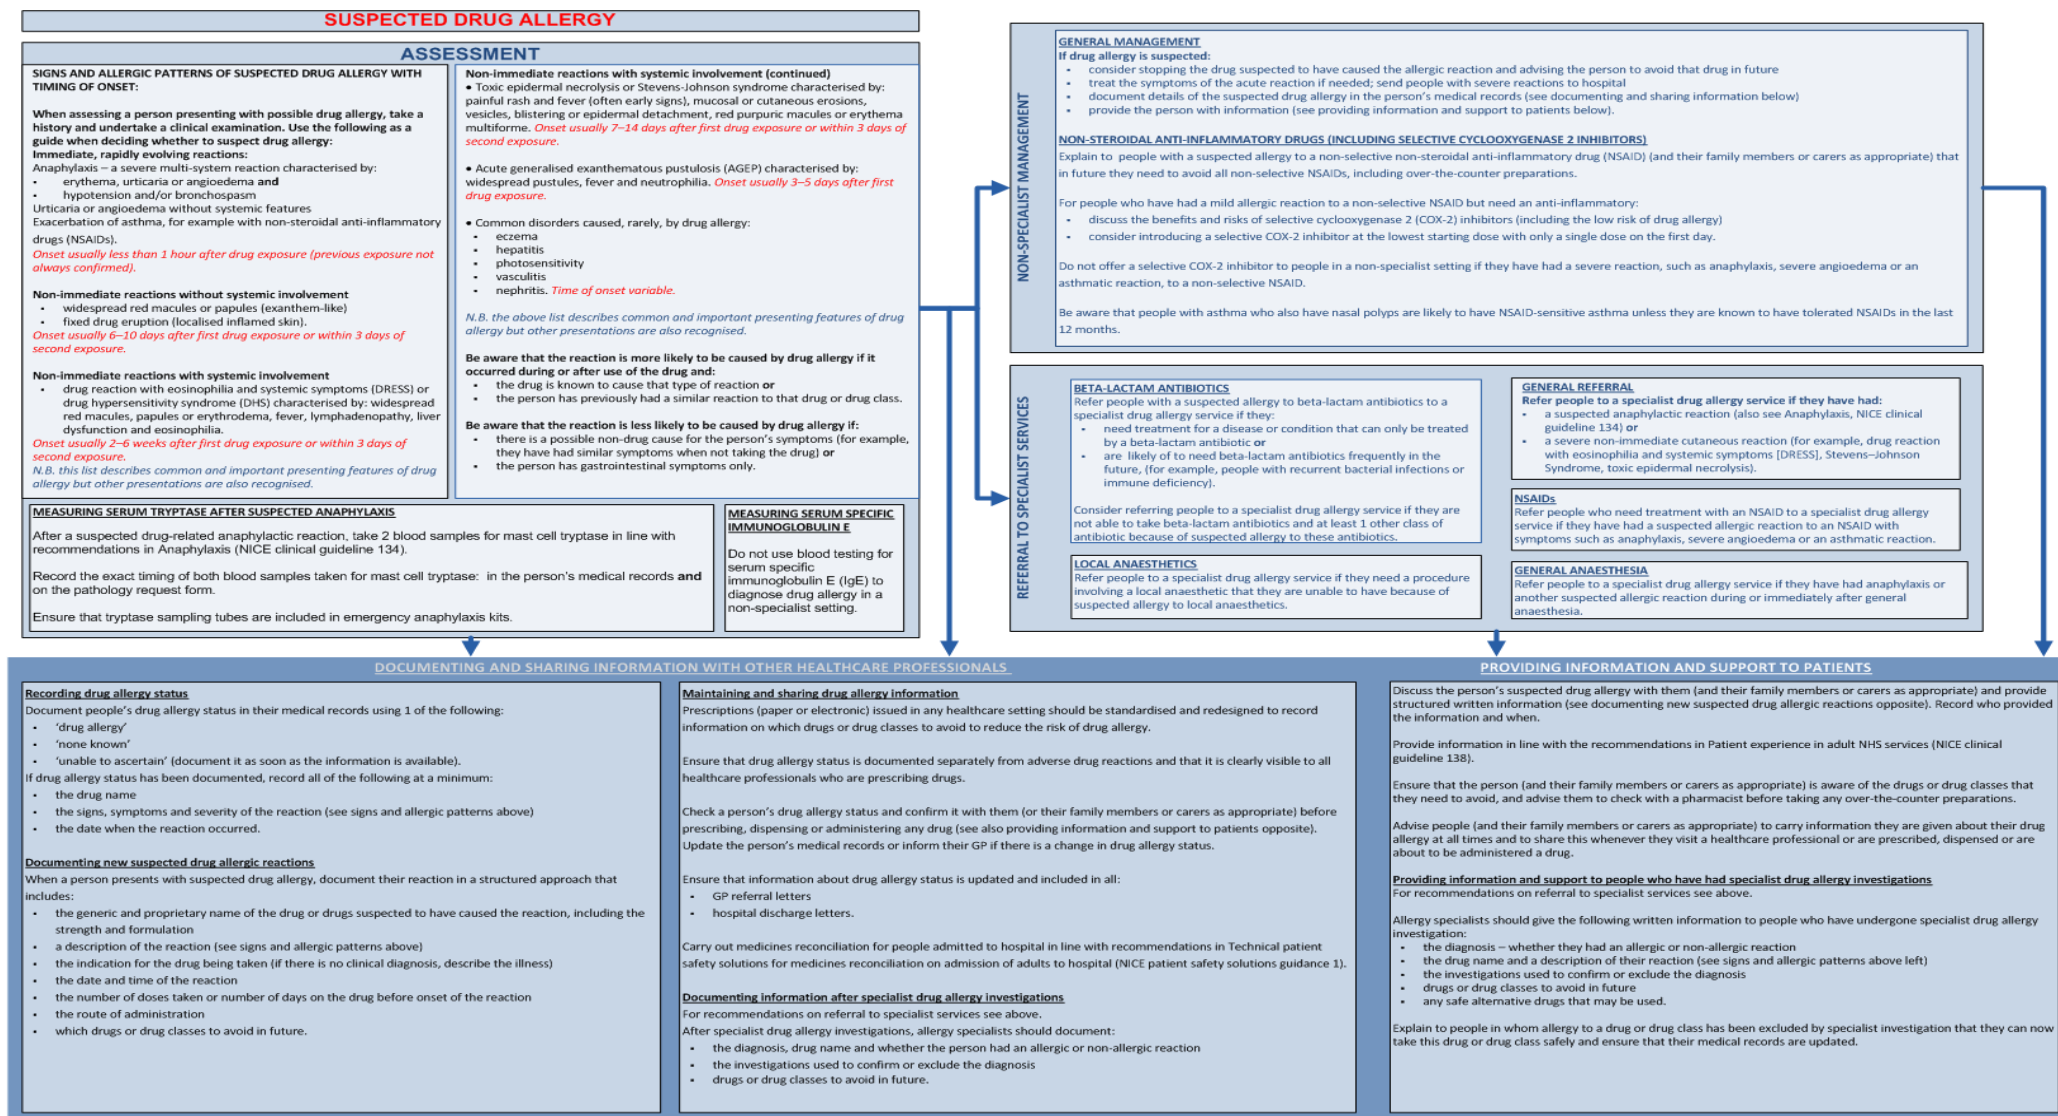 SUSPECTED DRUG ALLERGY
ASSESSMENT
SIGNS AND ALLERGIC PATTERNS OF SUSPECTED DRUG ALLERGY WITH
TIMING OF ONSET:
When assessing a person presenting with possible drug allergy, take a
history and undertake a clinical examination. Use the following as a
guide when deciding whether to suspect drug allergy:
Immediate, rapidly evolving reactions:
Anaphylaxis – a severe multi-system reaction characterised by:
• erythema, urticaria or angioedema and
• hypotension and/or bronchospasm
Urticaria or angioedema without systemic features
Exacerbation of asthma, for example with non-steroidal anti-inflammatory
drugs (NSAIDs).
Onset usually less than 1 hour after drug exposure (previous exposure not
always confirmed).
Non-immediate reactions without systemic involvement
• widespread red macules or papules (exanthem-like)
• fixed drug eruption (localised inflamed skin).
Onset usually 6–10 days after first drug exposure or within 3 days of
second exposure.
Non-immediate reactions with systemic involvement
• drug reaction with eosinophilia and systemic symptoms (DRESS) or
drug hypersensitivity syndrome (DHS) characterised by: widespread
red macules, papules or erythroderma, fever, lymphadenopathy, liver
dysfunction and eosinophilia.
Onset usually 2–6 weeks after first drug exposure or within 3 days of
second exposure.
N.B. this list describes common and important presenting features of drug
allergy but other presentations are also recognised.
Non-immediate reactions with systemic involvement (continued)
• Toxic epidermal necrolysis or Stevens-Johnson syndrome characterised by:
painful rash and fever (often early signs), mucosal or cutaneous erosions,
vesicles, blistering or epidermal detachment, red purpuric macules or erythema
multiforme. Onset usually 7–14 days after first drug exposure or within 3 days of
second exposure.
• Acute generalised exanthematous pustulosis (AGEP) characterised by:
widespread pustules, fever and neutrophilia. Onset usually 3–5 days after first
drug exposure.
• Common disorders caused, rarely, by drug allergy:
• eczema
• hepatitis
• photosensitivity
• vasculitis
• nephritis. Time of onset variable.
N.B. the above list describes common and important presenting features of drug
allergy but other presentations are also recognised.
Be aware that the reaction is more likely to be caused by drug allergy if it
occurred during or after use of the drug and:
• the drug is known to cause that type of reaction or
• the person has previously had a similar reaction to that drug or drug class.
Be aware that the reaction is less likely to be caused by drug allergy if:
• there is a possible non-drug cause for the person's symptoms (for example,
they have had similar symptoms when not taking the drug) or
• the person has gastrointestinal symptoms only.
MEASURING SERUM TRYPTASE AFTER SUSPECTED ANAPHYLAXIS
After a suspected drug-related anaphylactic reaction, take 2 blood samples for mast cell tryptase in line with
recommendations in Anaphylaxis (NICE clinical guideline 134).
Record the exact timing of both blood samples taken for mast cell tryptase: in the person's medical records and
on the pathology request form.
Ensure that tryptase sampling tubes are included in emergency anaphylaxis kits.
MEASURING SERUM SPECIFIC
IMMUNOGLOBULIN E
Do not use blood testing for
serum specific
immunoglobulin E (IgE) to
diagnose drug allergy in a
non-specialist setting.
NON-SPECIALIST MANAGEMENT
GENERAL MANAGEMENT
If drug allergy is suspected:
• consider stopping the drug suspected to have caused the allergic reaction and advising the person to avoid that drug in future
• treat the symptoms of the acute reaction if needed; send people with severe reactions to hospital
• document details of the suspected drug allergy in the person's medical records (see documenting and sharing information below)
• provide the person with information (see providing information and support to patients below).
NON-STEROIDAL ANTI-INFLAMMATORY DRUGS (INCLUDING SELECTIVE CYCLOOXYGENASE 2 INHIBITORS)
Explain to people with a suspected allergy to a non-selective non-steroidal anti-inflammatory drug (NSAID) (and their family members or carers as appropriate) that
in future they need to avoid all non-selective NSAIDs, including over-the-counter preparations.
For people who have had a mild allergic reaction to a non-selective NSAID but need an anti-inflammatory:
• discuss the benefits and risks of selective cyclooxygenase 2 (COX-2) inhibitors (including the low risk of drug allergy)
• consider introducing a selective COX-2 inhibitor at the lowest starting dose with only a single dose on the first day.
Do not offer a selective COX-2 inhibitor to people in a non-specialist setting if they have had a severe reaction, such as anaphylaxis, severe angioedema or an
asthmatic reaction, to a non-selective NSAID.
Be aware that people with asthma who also have nasal polyps are likely to have NSAID-sensitive asthma unless they are known to have tolerated NSAIDs in the last
12 months.
REFERRAL TO SPECIALIST SERVICES
BETA-LACTAM ANTIBIOTICS
Refer people with a suspected allergy to beta-lactam antibiotics to a
specialist drug allergy service if they:
• need treatment for a disease or condition that can only be treated
by a beta-lactam antibiotic or
• are likely of to need beta-lactam antibiotics frequently in the
future, (for example, people with recurrent bacterial infections or
immune deficiency).
Consider referring people to a specialist drug allergy service if they are
not able to take beta-lactam antibiotics and at least 1 other class of
antibiotic because of suspected allergy to these antibiotics.
LOCAL ANAESTHETICS
Refer people to a specialist drug allergy service if they need a procedure
involving a local anaesthetic that they are unable to have because of
suspected allergy to local anaesthetics.
GENERAL REFERRAL
Refer people to a specialist drug allergy service if they have had:
• a suspected anaphylactic reaction (also see Anaphylaxis, NICE clinical
guideline 134) or
• a severe non-immediate cutaneous reaction (for example, drug reaction
with eosinophilia and systemic symptoms [DRESS], Stevens–Johnson
Syndrome, toxic epidermal necrolysis).
NSAIDs
Refer people who need treatment with an NSAID to a specialist drug allergy
service if they have had a suspected allergic reaction to an NSAID with
symptoms such as anaphylaxis, severe angioedema or an asthmatic reaction.
GENERAL ANAESTHESIA
Refer people to a specialist drug allergy service if they have had anaphylaxis or
another suspected allergic reaction during or immediately after general
anaesthesia.
DOCUMENTING AND SHARING INFORMATION WITH OTHER HEALTHCARE PROFESSIONALS
Recording drug allergy status
Document people's drug allergy status in their medical records using 1 of the following:
• 'drug allergy'
• 'none known'
• 'unable to ascertain' (document it as soon as the information is available).
If drug allergy status has been documented, record all of the following at a minimum:
• the drug name
• the signs, symptoms and severity of the reaction (see signs and allergic patterns above)
• the date when the reaction occurred.
Documenting new suspected drug allergic reactions
When a person presents with suspected drug allergy, document their reaction in a structured approach that
includes:
• the generic and proprietary name of the drug or drugs suspected to have caused the reaction, including the
strength and formulation
• a description of the reaction (see signs and allergic patterns above)
• the indication for the drug being taken (if there is no clinical diagnosis, describe the illness)
• the date and time of the reaction
• the number of doses taken or number of days on the drug before onset of the reaction
• the route of administration
• which drugs or drug classes to avoid in future.
Maintaining and sharing drug allergy information
Prescriptions (paper or electronic) issued in any healthcare setting should be standardised and redesigned to record
information on which drugs or drug classes to avoid to reduce the risk of drug allergy.
Ensure that drug allergy status is documented separately from adverse drug reactions and that it is clearly visible to all
healthcare professionals who are prescribing drugs.
Check a person's drug allergy status and confirm it with them (or their family members or carers as appropriate) before
prescribing, dispensing or administering any drug (see also providing information and support to patients opposite).
Update the person's medical records or inform their GP if there is a change in drug allergy status.
Ensure that information about drug allergy status is updated and included in all:
• GP referral letters
• hospital discharge letters.
Carry out medicines reconciliation for people admitted to hospital in line with recommendations in Technical patient
safety solutions for medicines reconciliation on admission of adults to hospital (NICE patient safety solutions guidance 1).
Documenting information after specialist drug allergy investigations
For recommendations on referral to specialist services see above.
After specialist drug allergy investigations, allergy specialists should document:
• the diagnosis, drug name and whether the person had an allergic or non-allergic reaction
• the investigations used to confirm or exclude the diagnosis
• drugs or drug classes to avoid in future.
PROVIDING INFORMATION AND SUPPORT TO PATIENTS
Discuss the person's suspected drug allergy with them (and their family members or carers as appropriate) and provide
structured written information (see documenting new suspected drug allergic reactions opposite). Record who provided
the information and when.
Provide information in line with the recommendations in Patient experience in adult NHS services (NICE clinical
guideline 138).
Ensure that the person (and their family members or carers as appropriate) is aware of the drugs or drug classes that
they need to avoid, and advise them to check with a pharmacist before taking any over-the-counter preparations.
Advise people (and their family members or carers as appropriate) to carry information they are given about their drug
allergy at all times and to share this whenever they visit a healthcare professional or are prescribed, dispensed or are
about to be administered a drug.
Providing information and support to people who have had specialist drug allergy investigations
For recommendations on referral to specialist services see above.
Allergy specialists should give the following written information to people who have undergone specialist drug allergy
investigation:
• the diagnosis – whether they had an allergic or non-allergic reaction
• the drug name and a description of their reaction (see signs and allergic patterns above left)
• the investigations used to confirm or exclude the diagnosis
• drugs or drug classes to avoid in future
• any safe alternative drugs that may be used.
Explain to people in whom allergy to a drug or drug class has been excluded by specialist investigation that they can now
take this drug or drug class safely and ensure that their medical records are updated.